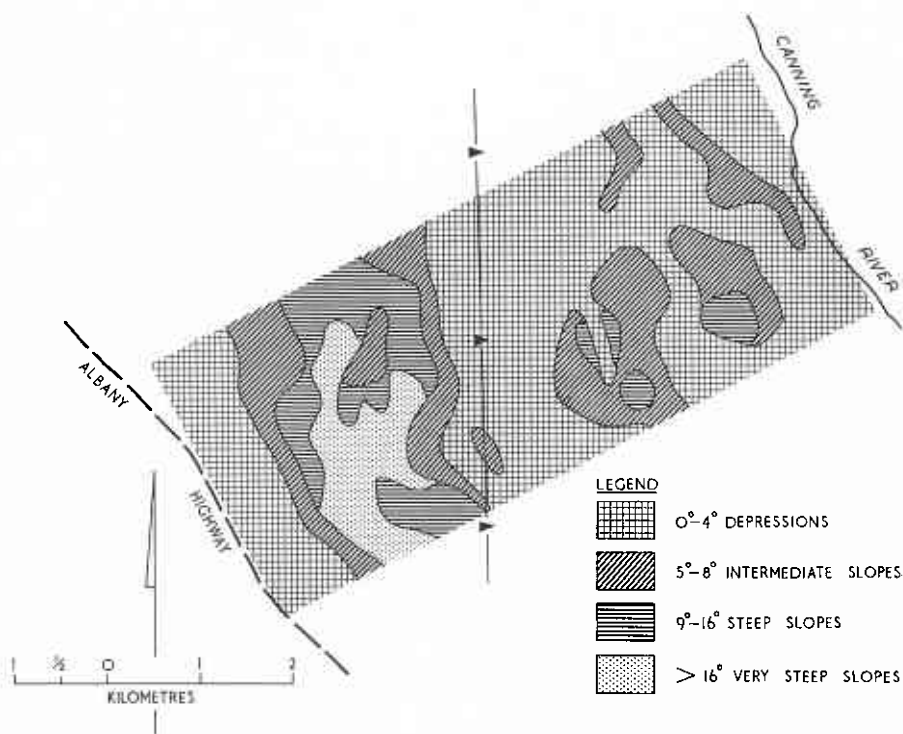 CANNING
RIVER
ALBANY
HIGHWAY
LEGEND
0°-4° DEPRESSIONS
5°-8° INTERMEDIATE SLOPES
9°-16° STEEP SLOPES
> 16° VERY STEEP SLOPES
1 ½ 0 1 2
KILOMETRES